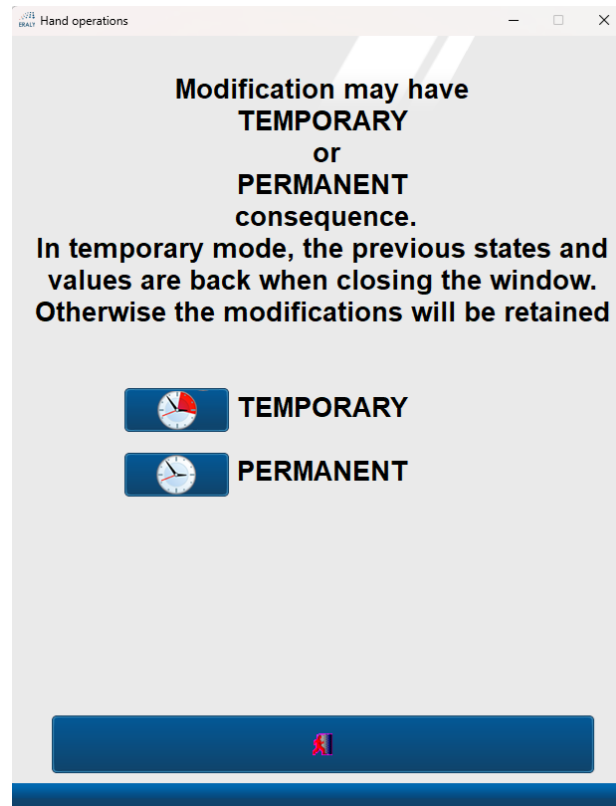 ERALY Hand operations
Modification may have
TEMPORARY
or
PERMANENT
consequence.
In temporary mode, the previous states and
values are back when closing the window.
Otherwise the modifications will be retained
TEMPORARY
PERMANENT